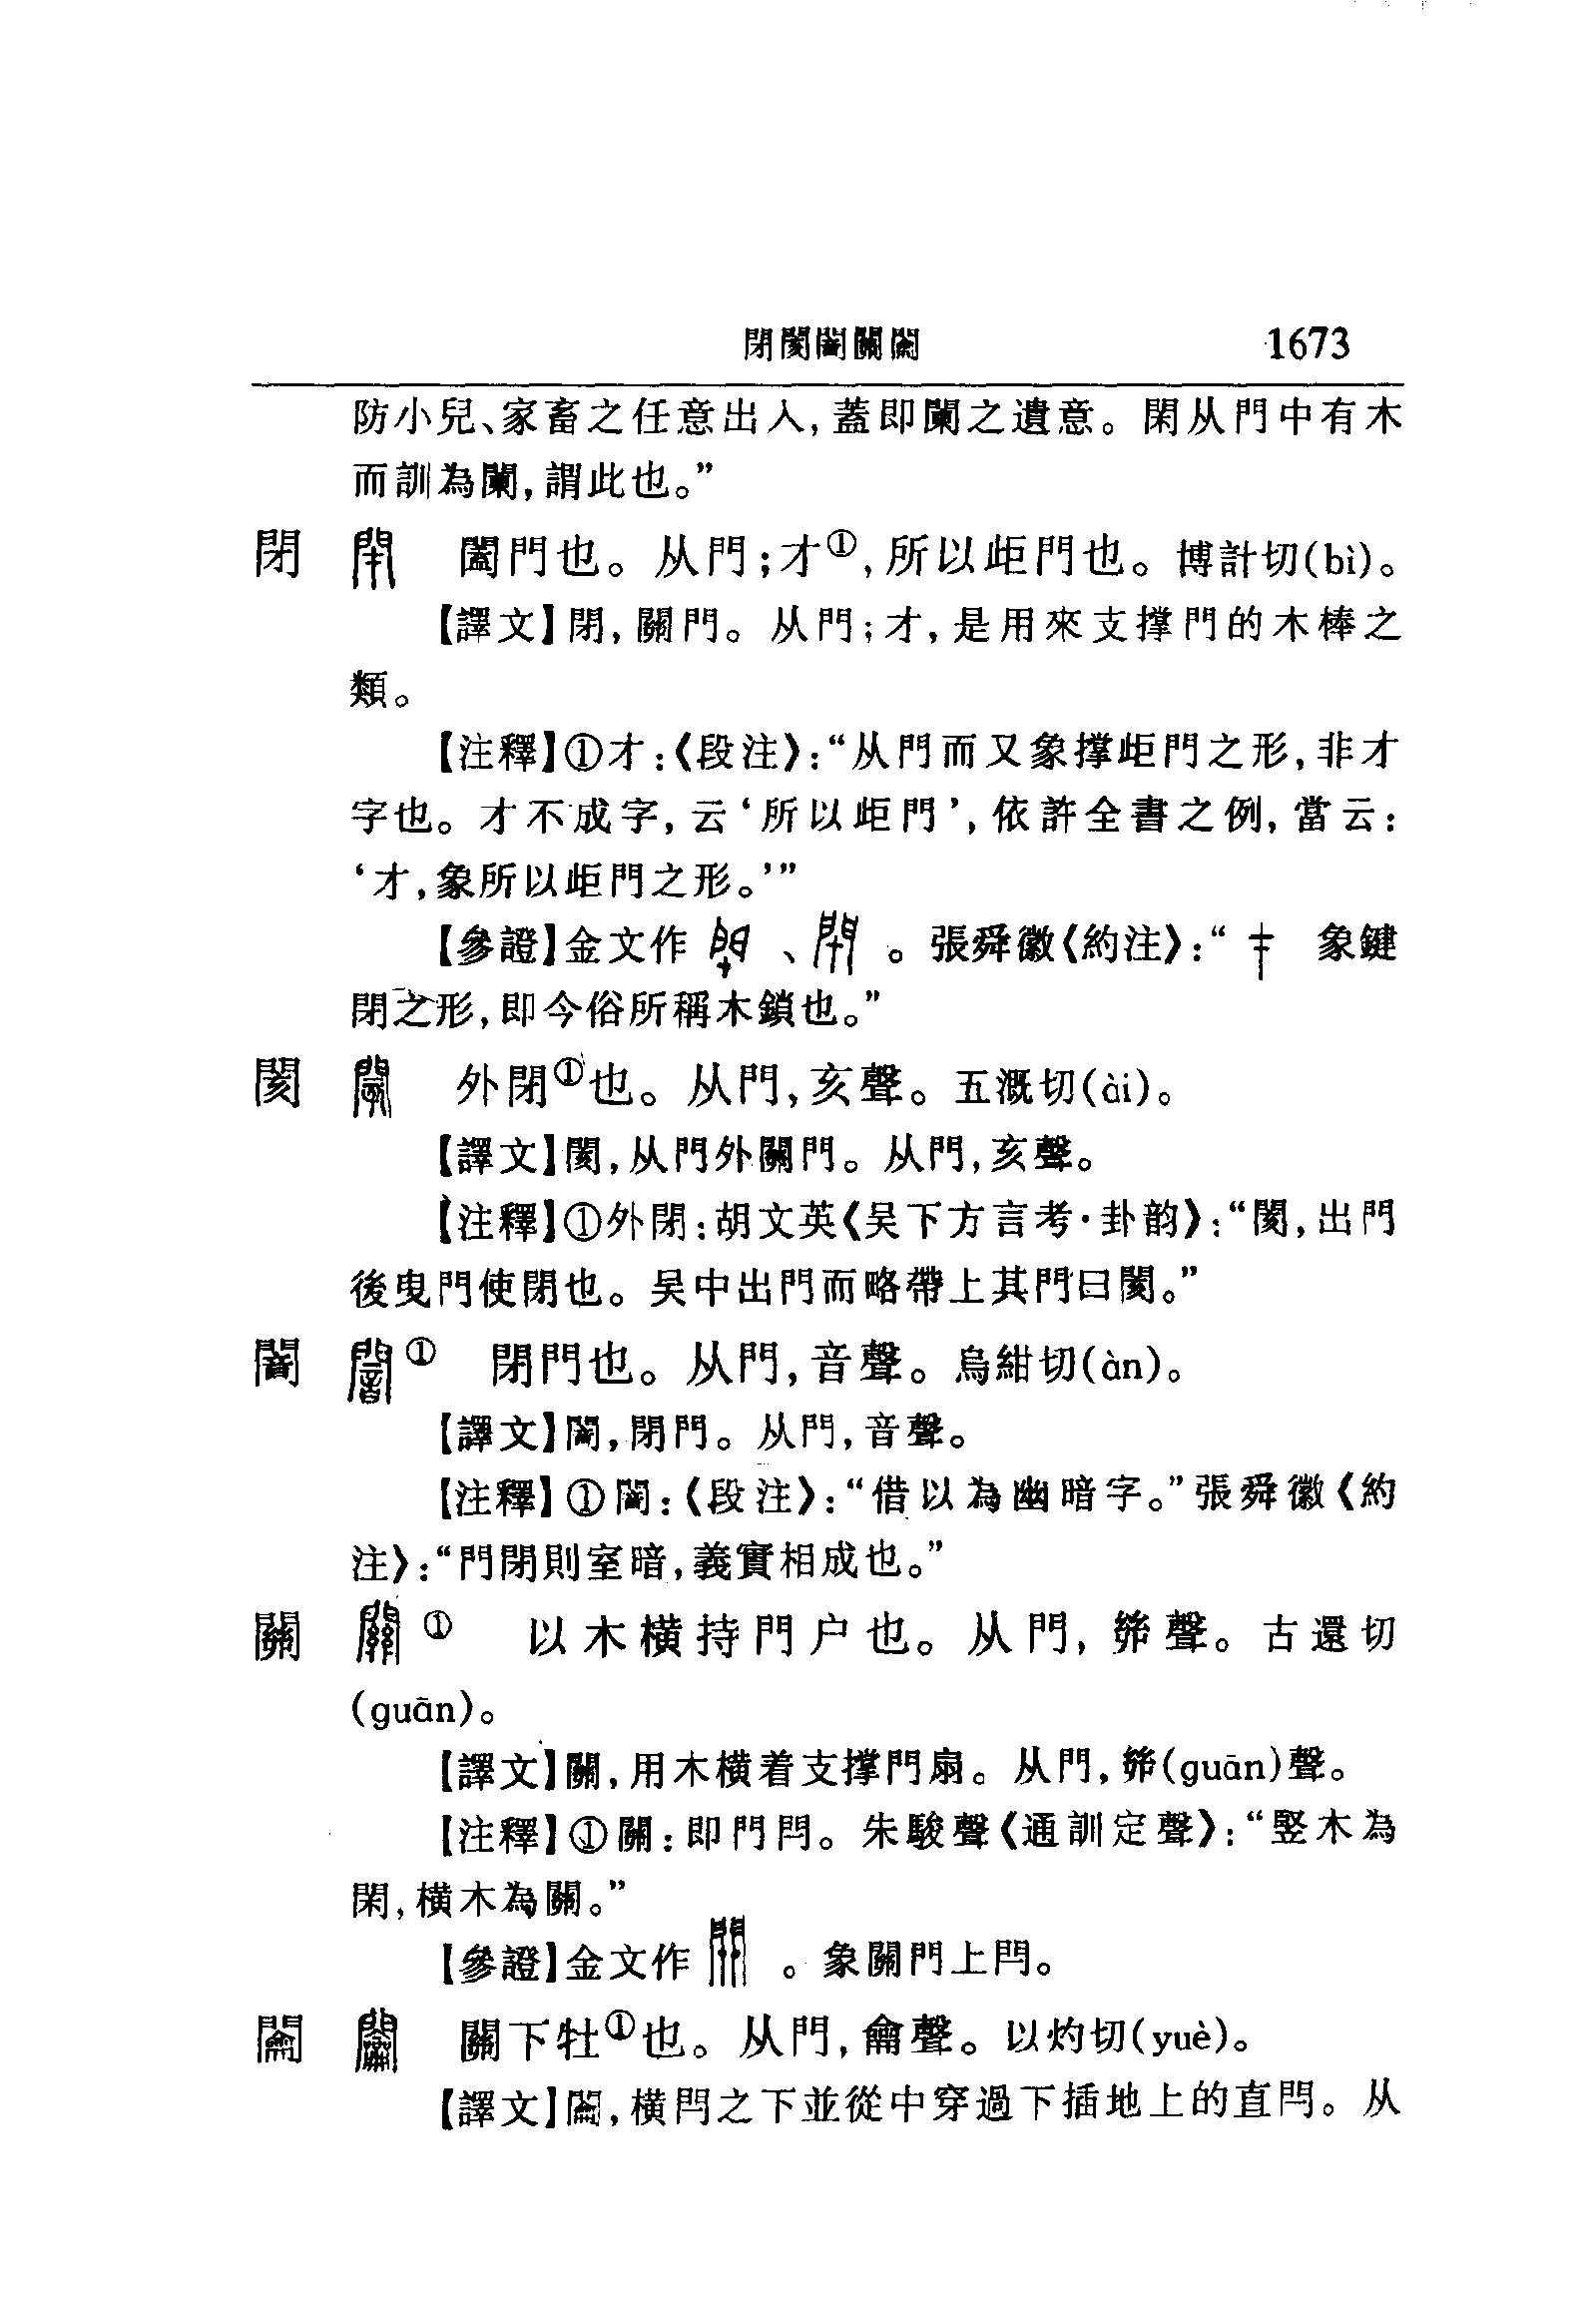 閉閡闇關闟 1673
防小兒、家畜之任意出入，蓋即闌之遺意。閑从門中有木
而訓為闌，謂此也。”
閉 闔門也。从門；才①，所以歫門也。博計切(bì)。
【譯文】閉，關門。从門；才，是用來支撑門的木棒之
類。
【注釋】①才：《段注》：“从門而又象撑歫門之形，非才
字也。才不成字，云‘所以歫門’，依許全書之例，當云：
‘才，象所以歫門之形。’”
【參證】金文作 、 。張舜徽《約注》：“ 象鍵
閉之形，即今俗所稱木鎖也。”
閡 外閉①也。从門，亥聲。五溉切(ài)。
【譯文】閡，从門外關門。从門，亥聲。
【注釋】①外閉：胡文英《吴下方言考·卦韵》：“閡，出門
後曳門使閉也。吴中出門而略帶上其門曰閡。”
闇 ① 閉門也。从門，音聲。烏紺切(àn)。
【譯文】闇，閉門。从門，音聲。
【注釋】①闇：《段注》：“借以為幽暗字。”張舜徽《約
注》：“門閉則室暗，義實相成也。”
關 ① 以木横持門户也。从門，𢇇聲。古還切
(guān)。
【譯文】關，用木横着支撑門扇。从門，𢇇(guān)聲。
【注釋】①關：即門閂。朱駿聲《通訓定聲》：“竪木為
閑，横木為關。”
【參證】金文作 。象關門上閂。
䦱 關下牡①也。从門，龠聲。以灼切(yuè)。
【譯文】䦱，横閂之下並從中穿過下插地上的直閂。从